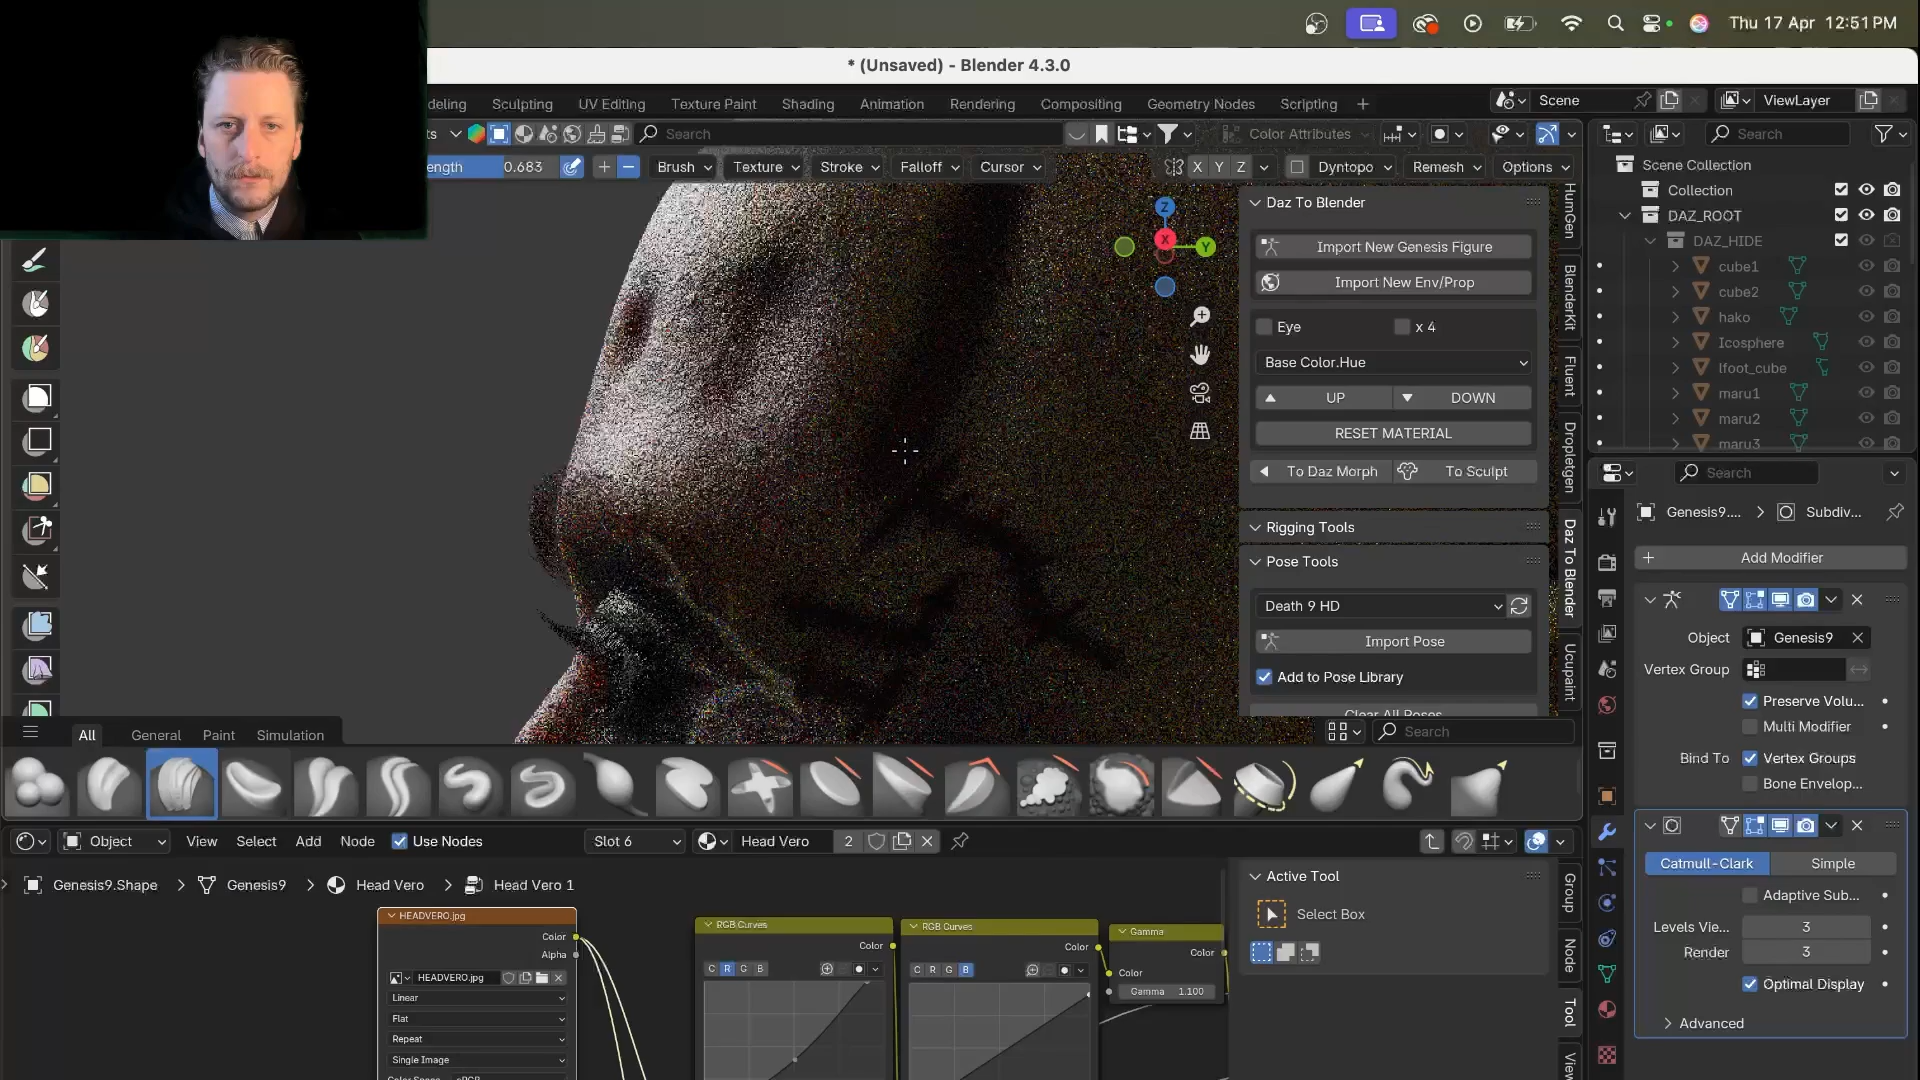 Thu 17 Apr 12:51 PM
* (Unsaved) - Blender 4.3.0
deling Sculpting UV Editing Texture Paint Shading Animation Rendering Compositing Geometry Nodes Scripting + Scene ViewLayer
ts Search Color Attributes Search
ength 0.683 Brush Texture Stroke Falloff Cursor X Y Z Dyntopo Remesh Options
Scene Collection
Collection
DAZ_ROOT
DAZ_HIDE
cube1
cube2
hako
Icosphere
lfoot_cube
maru1
maru2
maru3
Z
X
Y
Daz To Blender
Import New Genesis Figure
Import New Env/Prop
Eye x 4
Base Color.Hue
UP DOWN
RESET MATERIAL
To Daz Morph To Sculpt
Rigging Tools
Pose Tools
Death 9 HD
Import Pose
Add to Pose Library
Clear All Poses
HumGen
BlenderKit
Fluent
Dropletgen
Daz To Blender
Ucupaint
Search
Genesis9.... Subdiv...
Add Modifier
Object Genesis9
Vertex Group
Preserve Volu...
Multi Modifier
Bind To Vertex Groups
Bone Envelop...
Catmull-Clark Simple
Adaptive Sub...
Levels Vie... 3
Render 3
Optimal Display
Advanced
All General Paint Simulation
Search
Object View Select Add Node Use Nodes Slot 6 Head Vero 2
Genesis9.Shape Genesis9 Head Vero Head Vero 1
HEADVERO.jpg
Color
Alpha
HEADVERO.jpg
Linear
Flat
Repeat
Single Image
RGB Curves
Color
C R G B
RGB Curves
Color
C R G B
Gamma
Color
Color
Gamma 1.100
Active Tool
Select Box
Group
Node
Tool
View